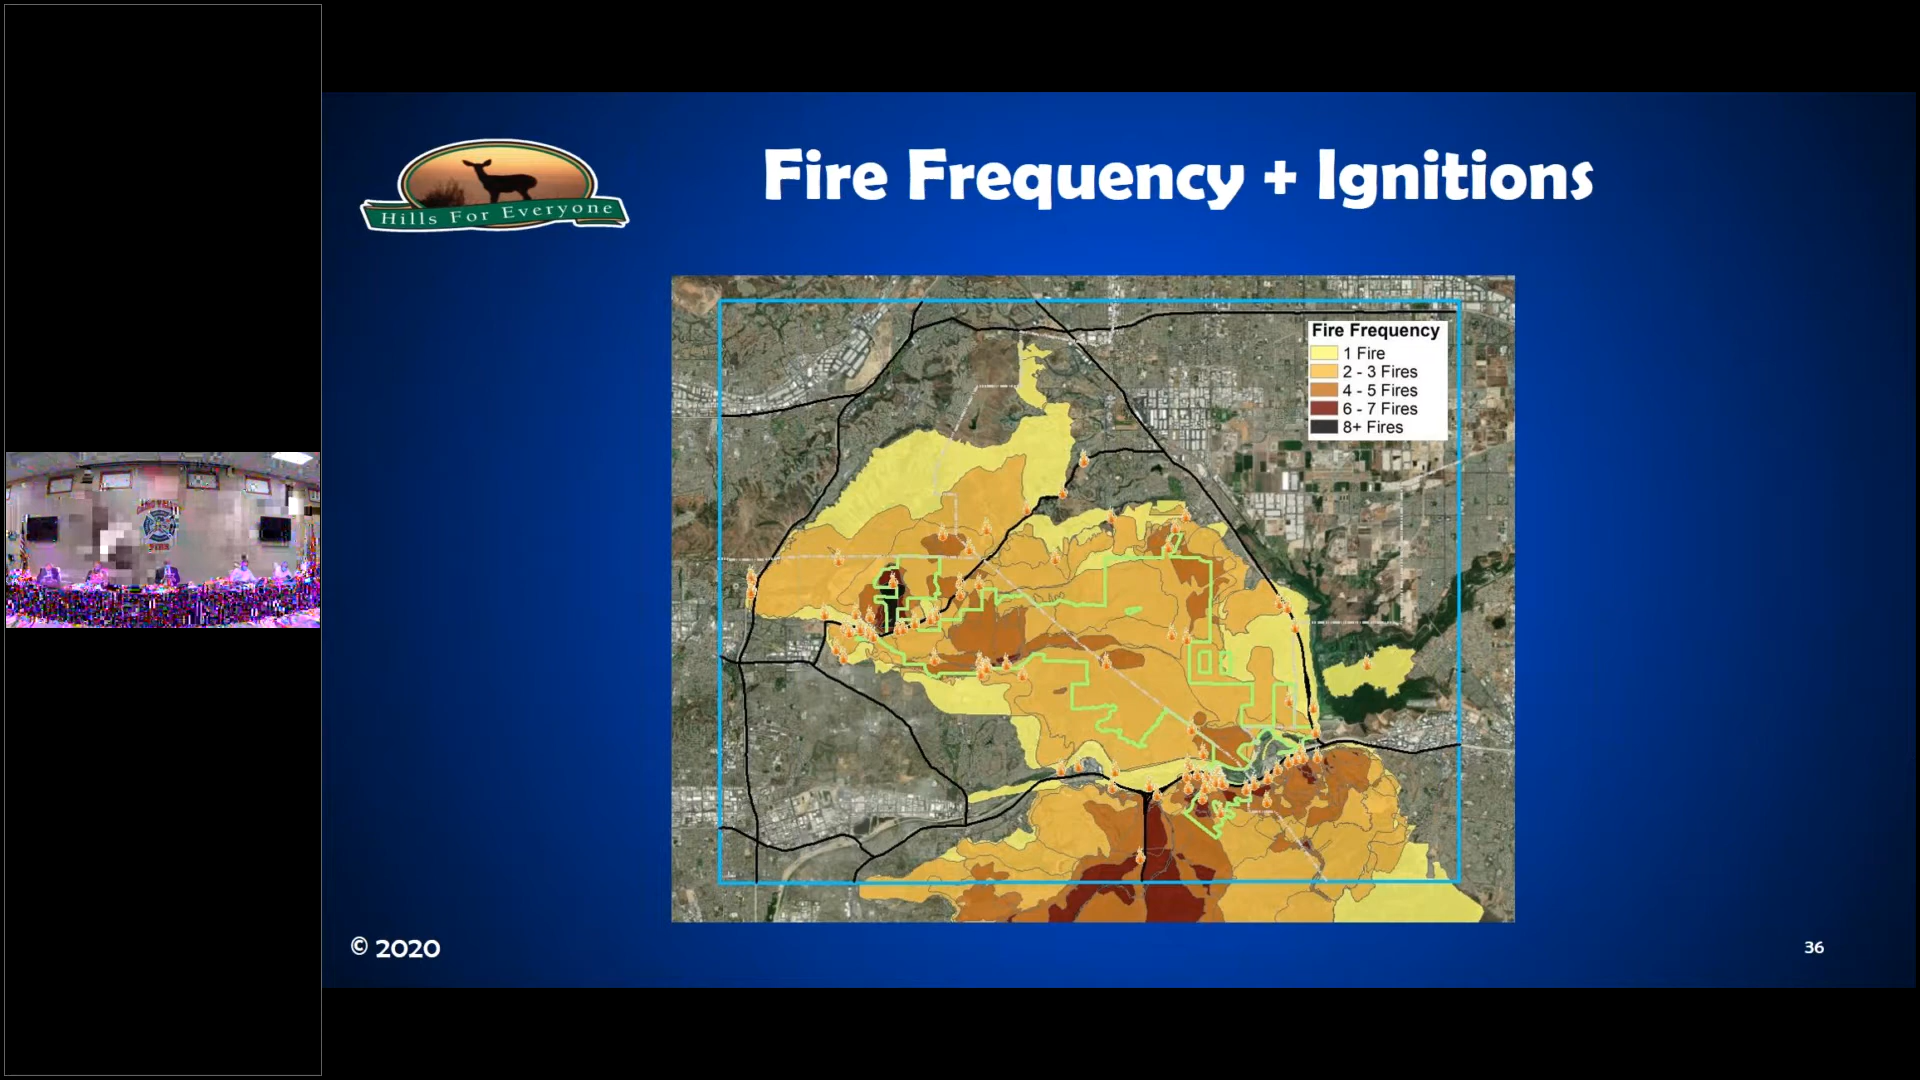 Hills For Everyone
Fire Frequency + Ignitions
Fire Frequency
1 Fire
2 - 3 Fires
4 - 5 Fires
6 - 7 Fires
8+ Fires
© 2020
36